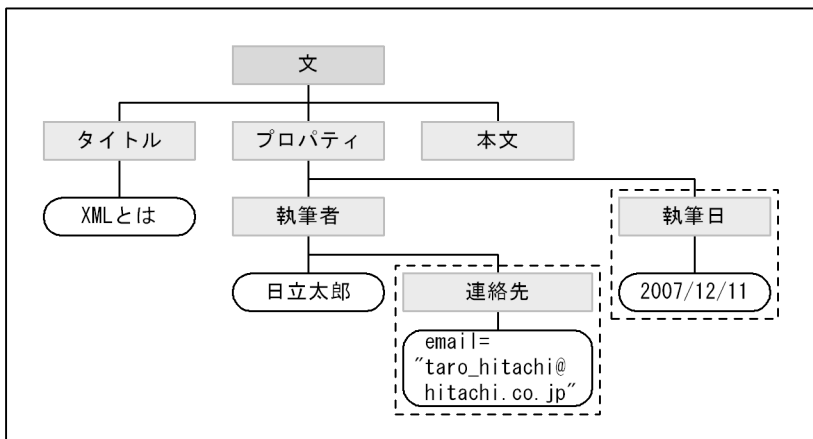 文
タイトル
プロパティ
本文
XMLとは
執筆者
執筆日
日立太郎
連絡先
2007/12/11
email=
"taro_hitachi@
hitachi.co.jp"